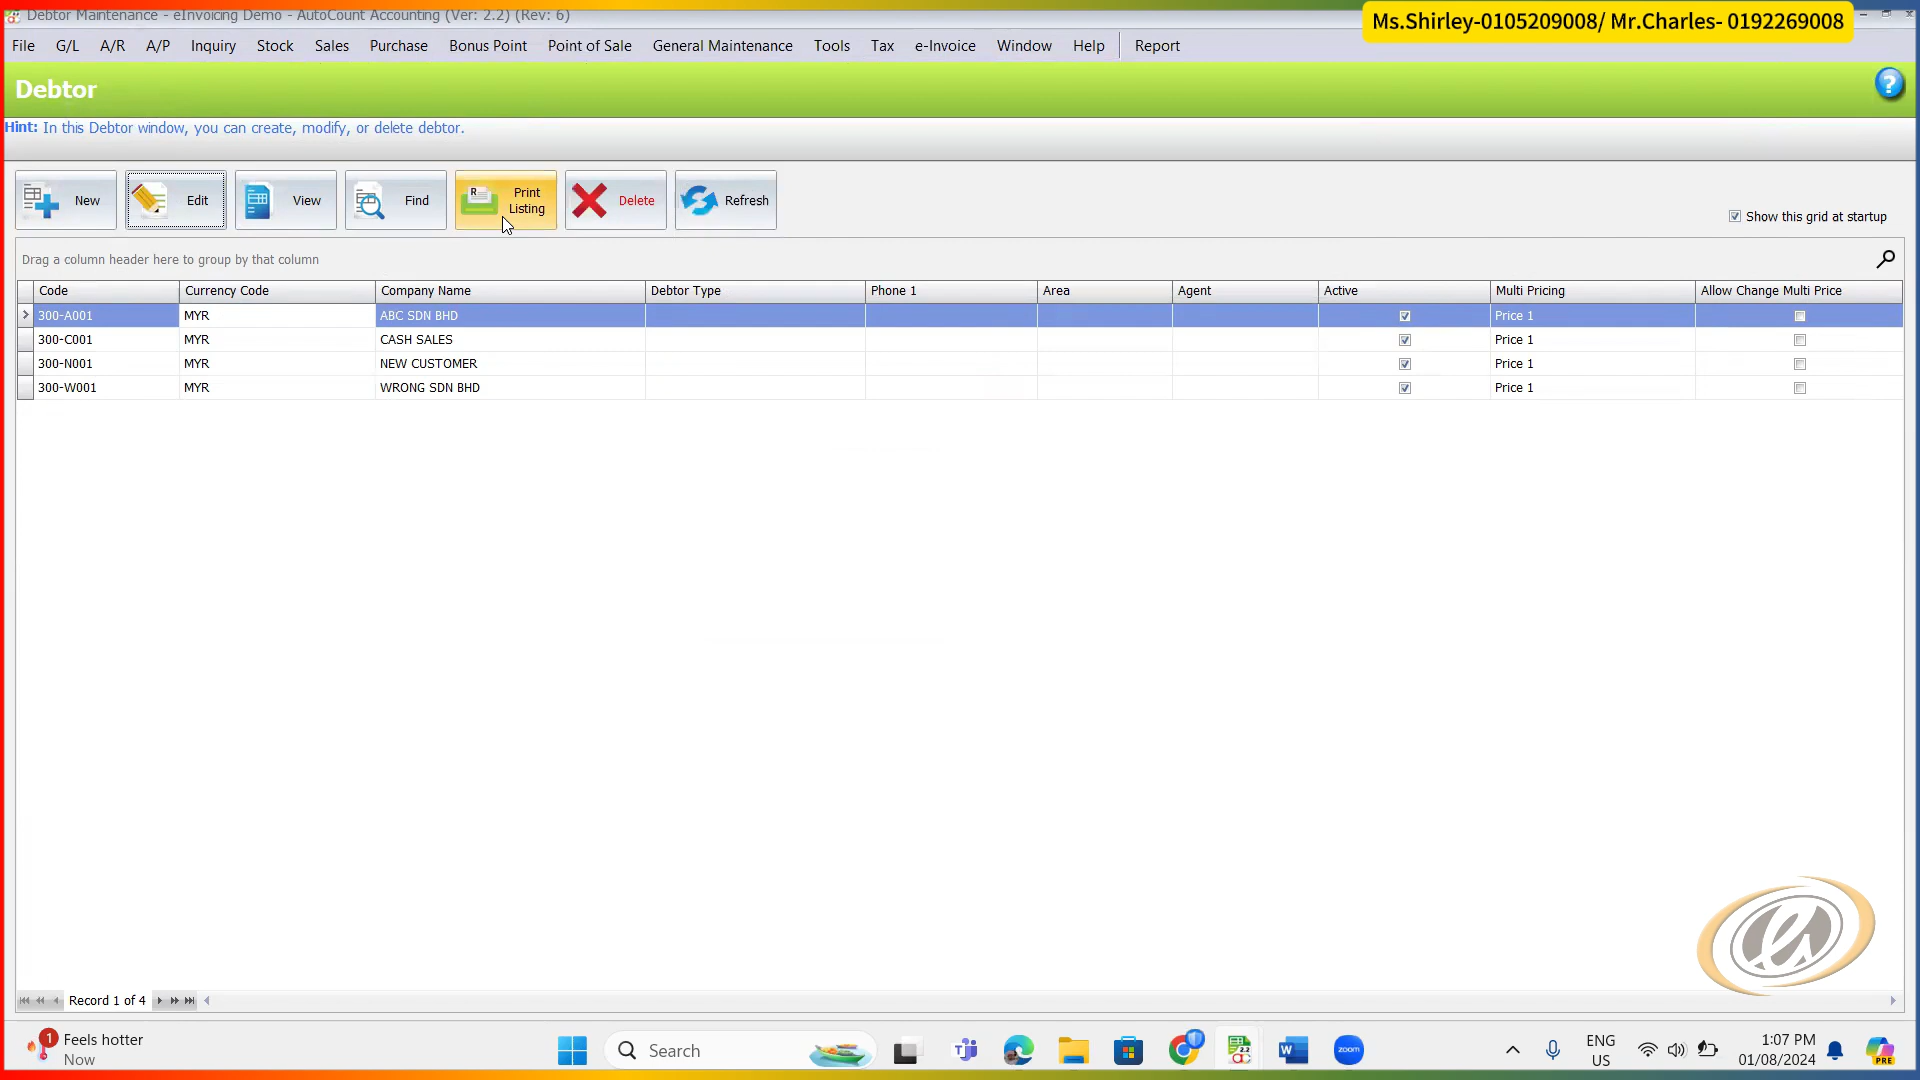 Debtor Maintenance - eInvoicing Demo - AutoCount Accounting (Ver: 2.2) (Rev: 6)
Ms.Shirley-0105209008/ Mr.Charles- 0192269008
File G/L A/R A/P Inquiry Stock Sales Purchase Bonus Point Point of Sale General Maintenance Tools Tax e-Invoice Window Help Report
Debtor
Hint: In this Debtor window, you can create, modify, or delete debtor.
New Edit View Find Print Listing Delete Refresh
Show this grid at startup
Drag a column header here to group by that column
Code Currency Code Company Name Debtor Type Phone 1 Area Agent Active Multi Pricing Allow Change Multi Price
300-A001 MYR ABC SDN BHD Price 1
300-C001 MYR CASH SALES Price 1
300-N001 MYR NEW CUSTOMER Price 1
300-W001 MYR WRONG SDN BHD Price 1
Record 1 of 4
es
1 Feels hotter
Now
Search
zoom
ENG
US
1:07 PM
01/08/2024
PRE